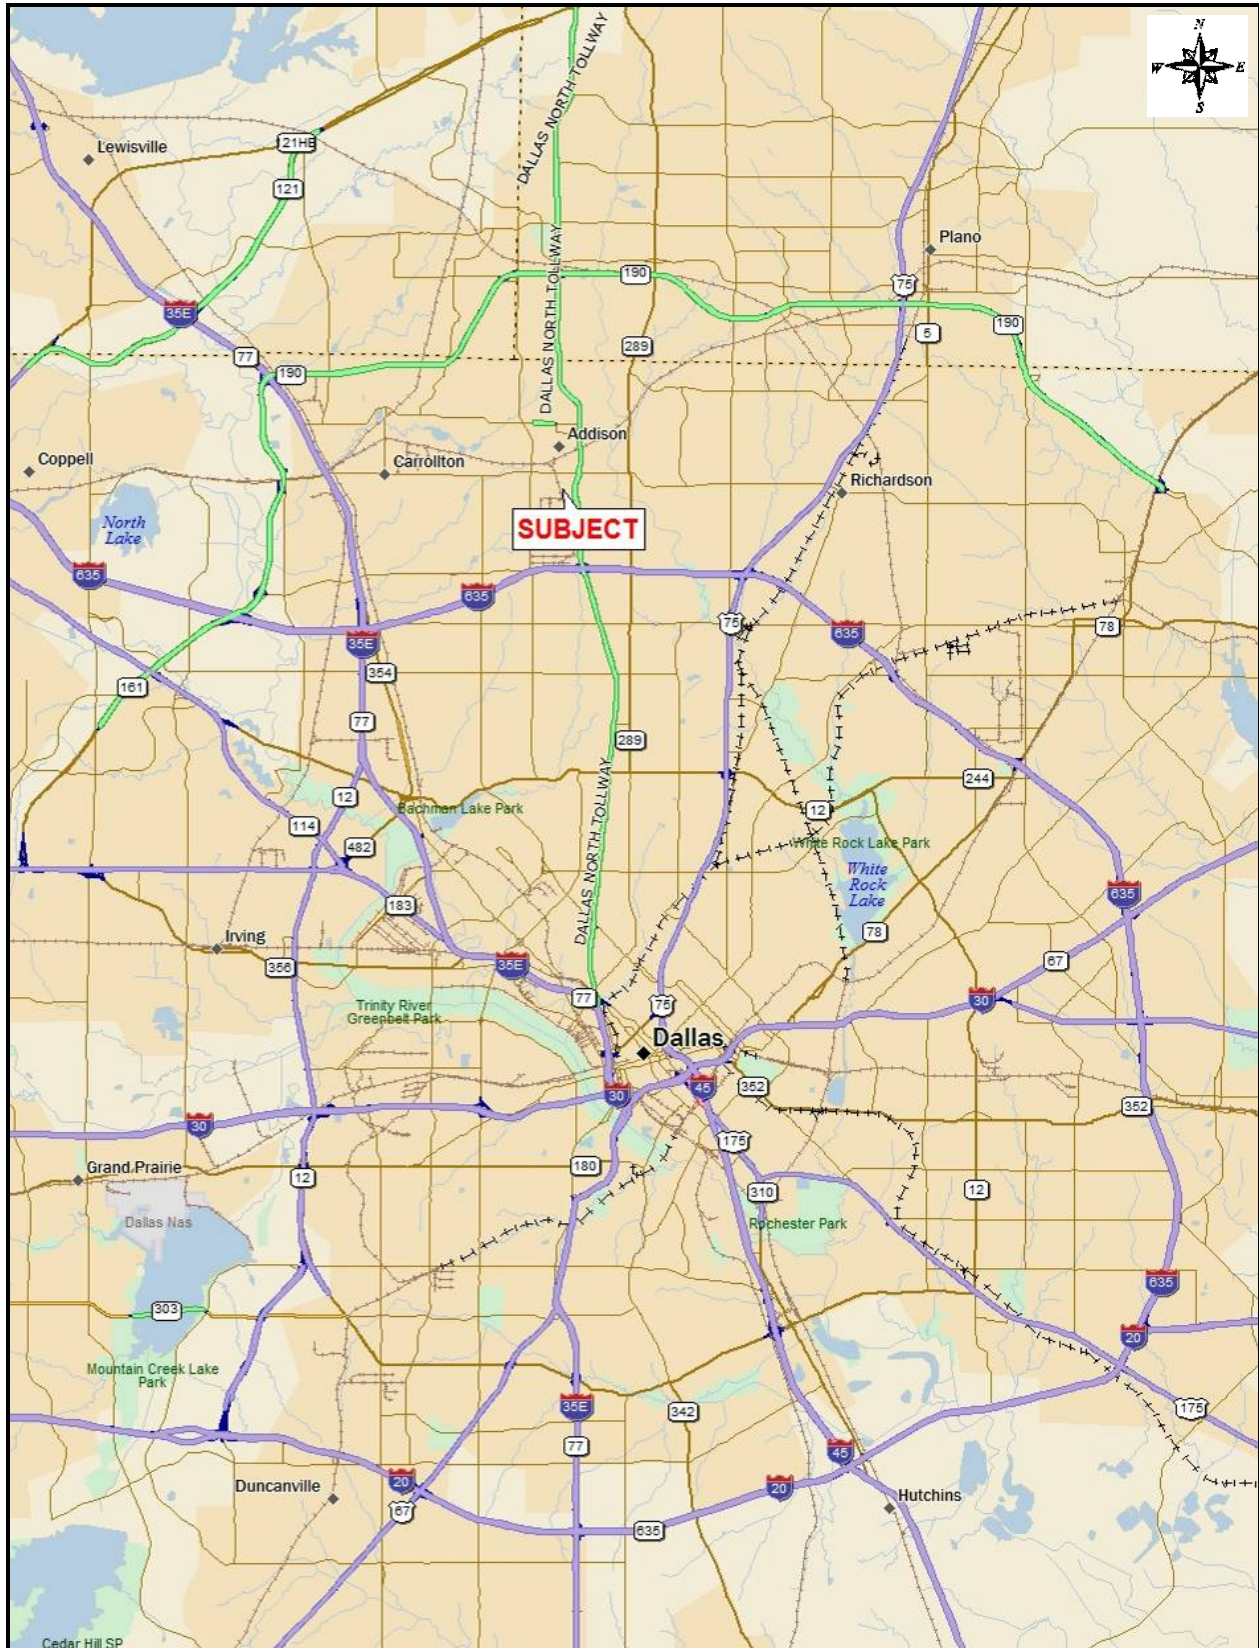 N
W E
S
DALLAS NORTH TOLLWAY
121HB
Lewisville
121
DALLAS NORTH TOLLWAY
Plano
190
75
35E
190
5
289
77
190
DALLAS NORTH TOLLWAY
Addison
Coppell
Carrollton
Richardson
North
Lake
SUBJECT
635
635
75
635
78
35E
354
161
77
289
DALLAS NORTH TOLLWAY
244
12
Bachman Lake Park
12
114
482
White Rock Lake Park
White
Rock
Lake
635
183
78
Irving
356
35E
67
77
75
30
Trinity River
Greenbelt Park
Dallas
352
45
30
352
30
175
Grand Prairie
180
12
310
12
Dallas Nas
Rochester Park
635
303
20
Mountain Creek Lake
Park
35E
342
175
77
45
20
20
Duncanville
Hutchins
67
635
Cedar Hill SP